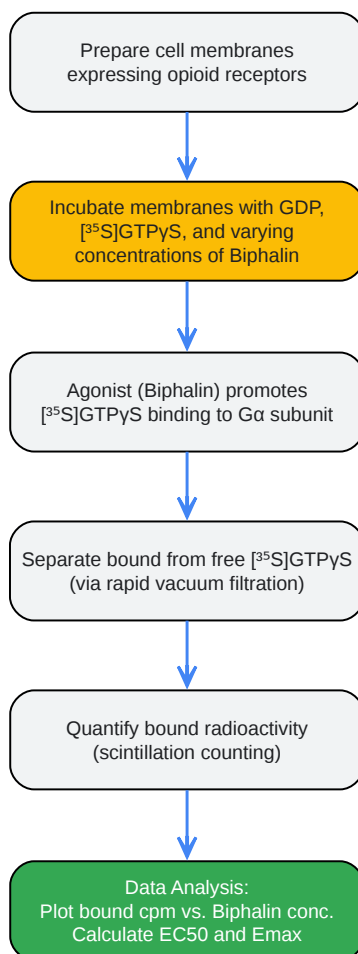 Prepare cell membranes
expressing opioid receptors
Incubate membranes with GDP,
[³⁵S]GTPγS, and varying
concentrations of Biphalin
Agonist (Biphalin) promotes
[³⁵S]GTPγS binding to Gα subunit
Separate bound from free [³⁵S]GTPγS
(via rapid vacuum filtration)
Quantify bound radioactivity
(scintillation counting)
Data Analysis:
Plot bound cpm vs. Biphalin conc.
Calculate EC50 and Emax